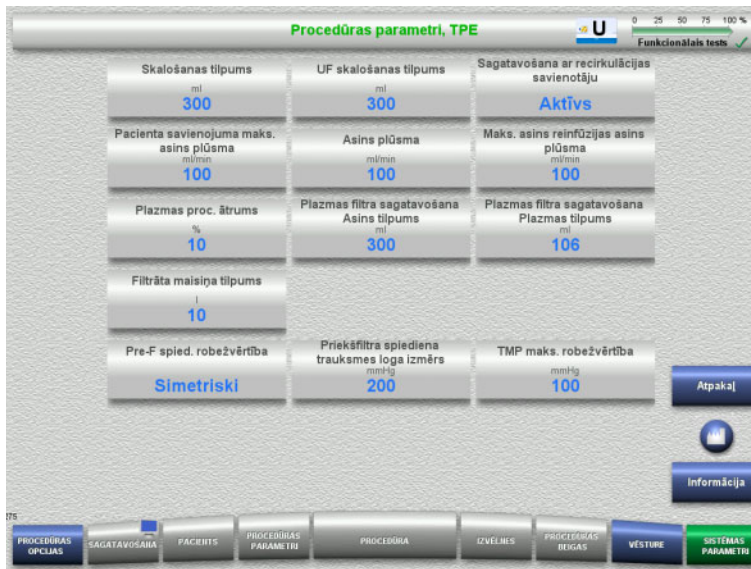 Procedūras parametri, TPE
U
0 25 50 75 100 %
Funkcionālais tests
Skalošanas tilpums
ml
300
UF skalošanas tilpums
ml
300
Sagatavošana ar recirkulācijas
savienotāju
Aktīvs
Pacienta savienojuma maks.
asins plūsma
ml/min
100
Asins plūsma
ml/min
100
Maks. asins reinfūzijas asins
plūsma
ml/min
100
Plazmas proc. ātrums
%
10
Plazmas filtra sagatavošana
Asins tilpums
ml
300
Plazmas filtra sagatavošana
Plazmas tilpums
ml
106
Filtrāta maisiņa tilpums
l
10
Pre-F spied. robežvērtība
Simetriski
Priekšfiltra spiediena
trauksmes loga izmērs
mmHg
200
TMP maks. robežvērtība
mmHg
100
Atpakaļ
Informācija
275
PROCEDŪRAS
OPCIJAS
SAGATAVOŠANA
PACIENTS
PROCEDŪRAS
PARAMETRI
PROCEDŪRA
IZVĒLNES
PROCEDŪRAS
BEIGAS
VĒSTURE
SISTĒMAS
PARAMETRI